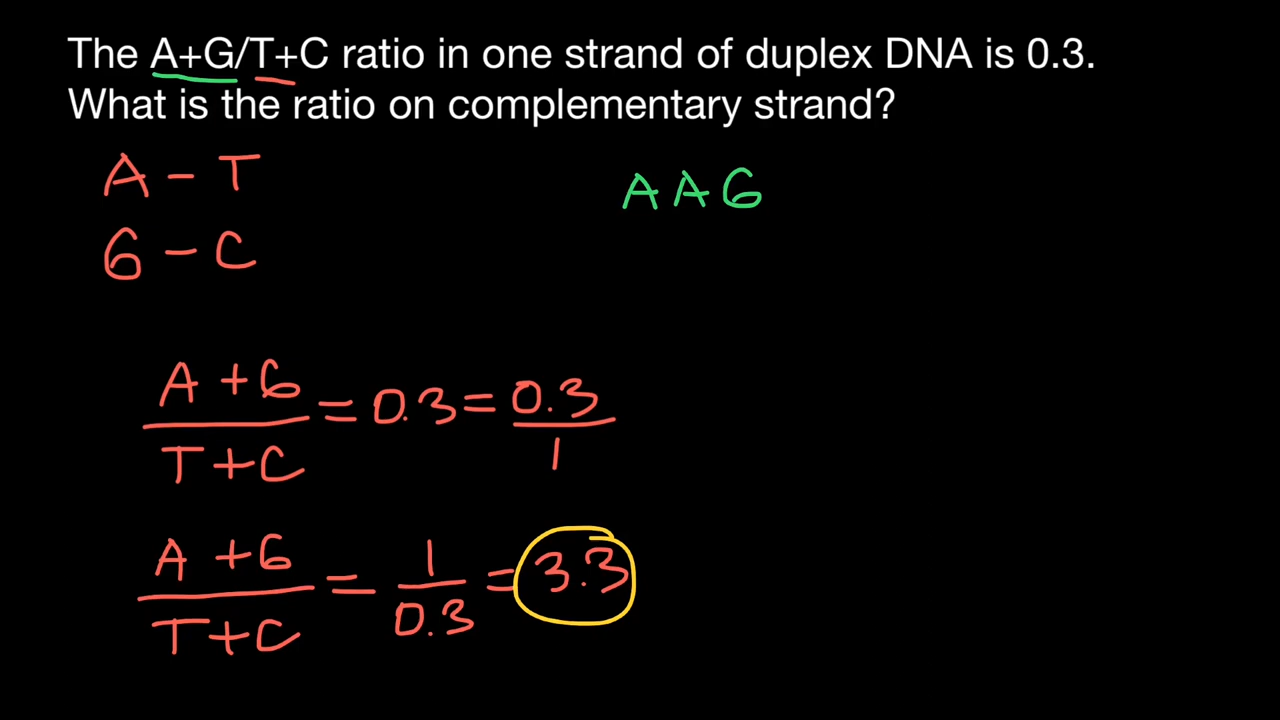 The A+G/T+C ratio in one strand of duplex DNA is 0.3.
What is the ratio on complementary strand?
A - T
G - C
A A G
A + G / T + C = 0.3 = 0.3 / 1
A + G / T + C = 1 / 0.3 = 3.3